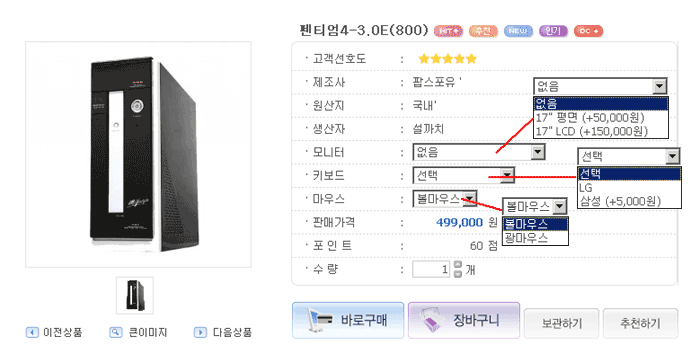 펜티엄4-3.0E(800) HIT+ 추천 NEW 인기 DC+
· 고객선호도 : ★★★★★
· 제조사 : 팝스포유 '
없음
없음
17" 평면 (+50,000원)
17" LCD (+150,000원)
· 원산지 : 국내'
· 생산자 : 설까치
· 모니터 : 없음
선택
선택
LG
삼성 (+5,000원)
· 키보드 : 선택
· 마우스 : 볼마우스
볼마우스
볼마우스
광마우스
· 판매가격 499,000 원
· 포 인 트 60 점
· 수 량 : 1 개
이전상품 큰이미지 다음상품
바로구매 장바구니 보관하기 추천하기